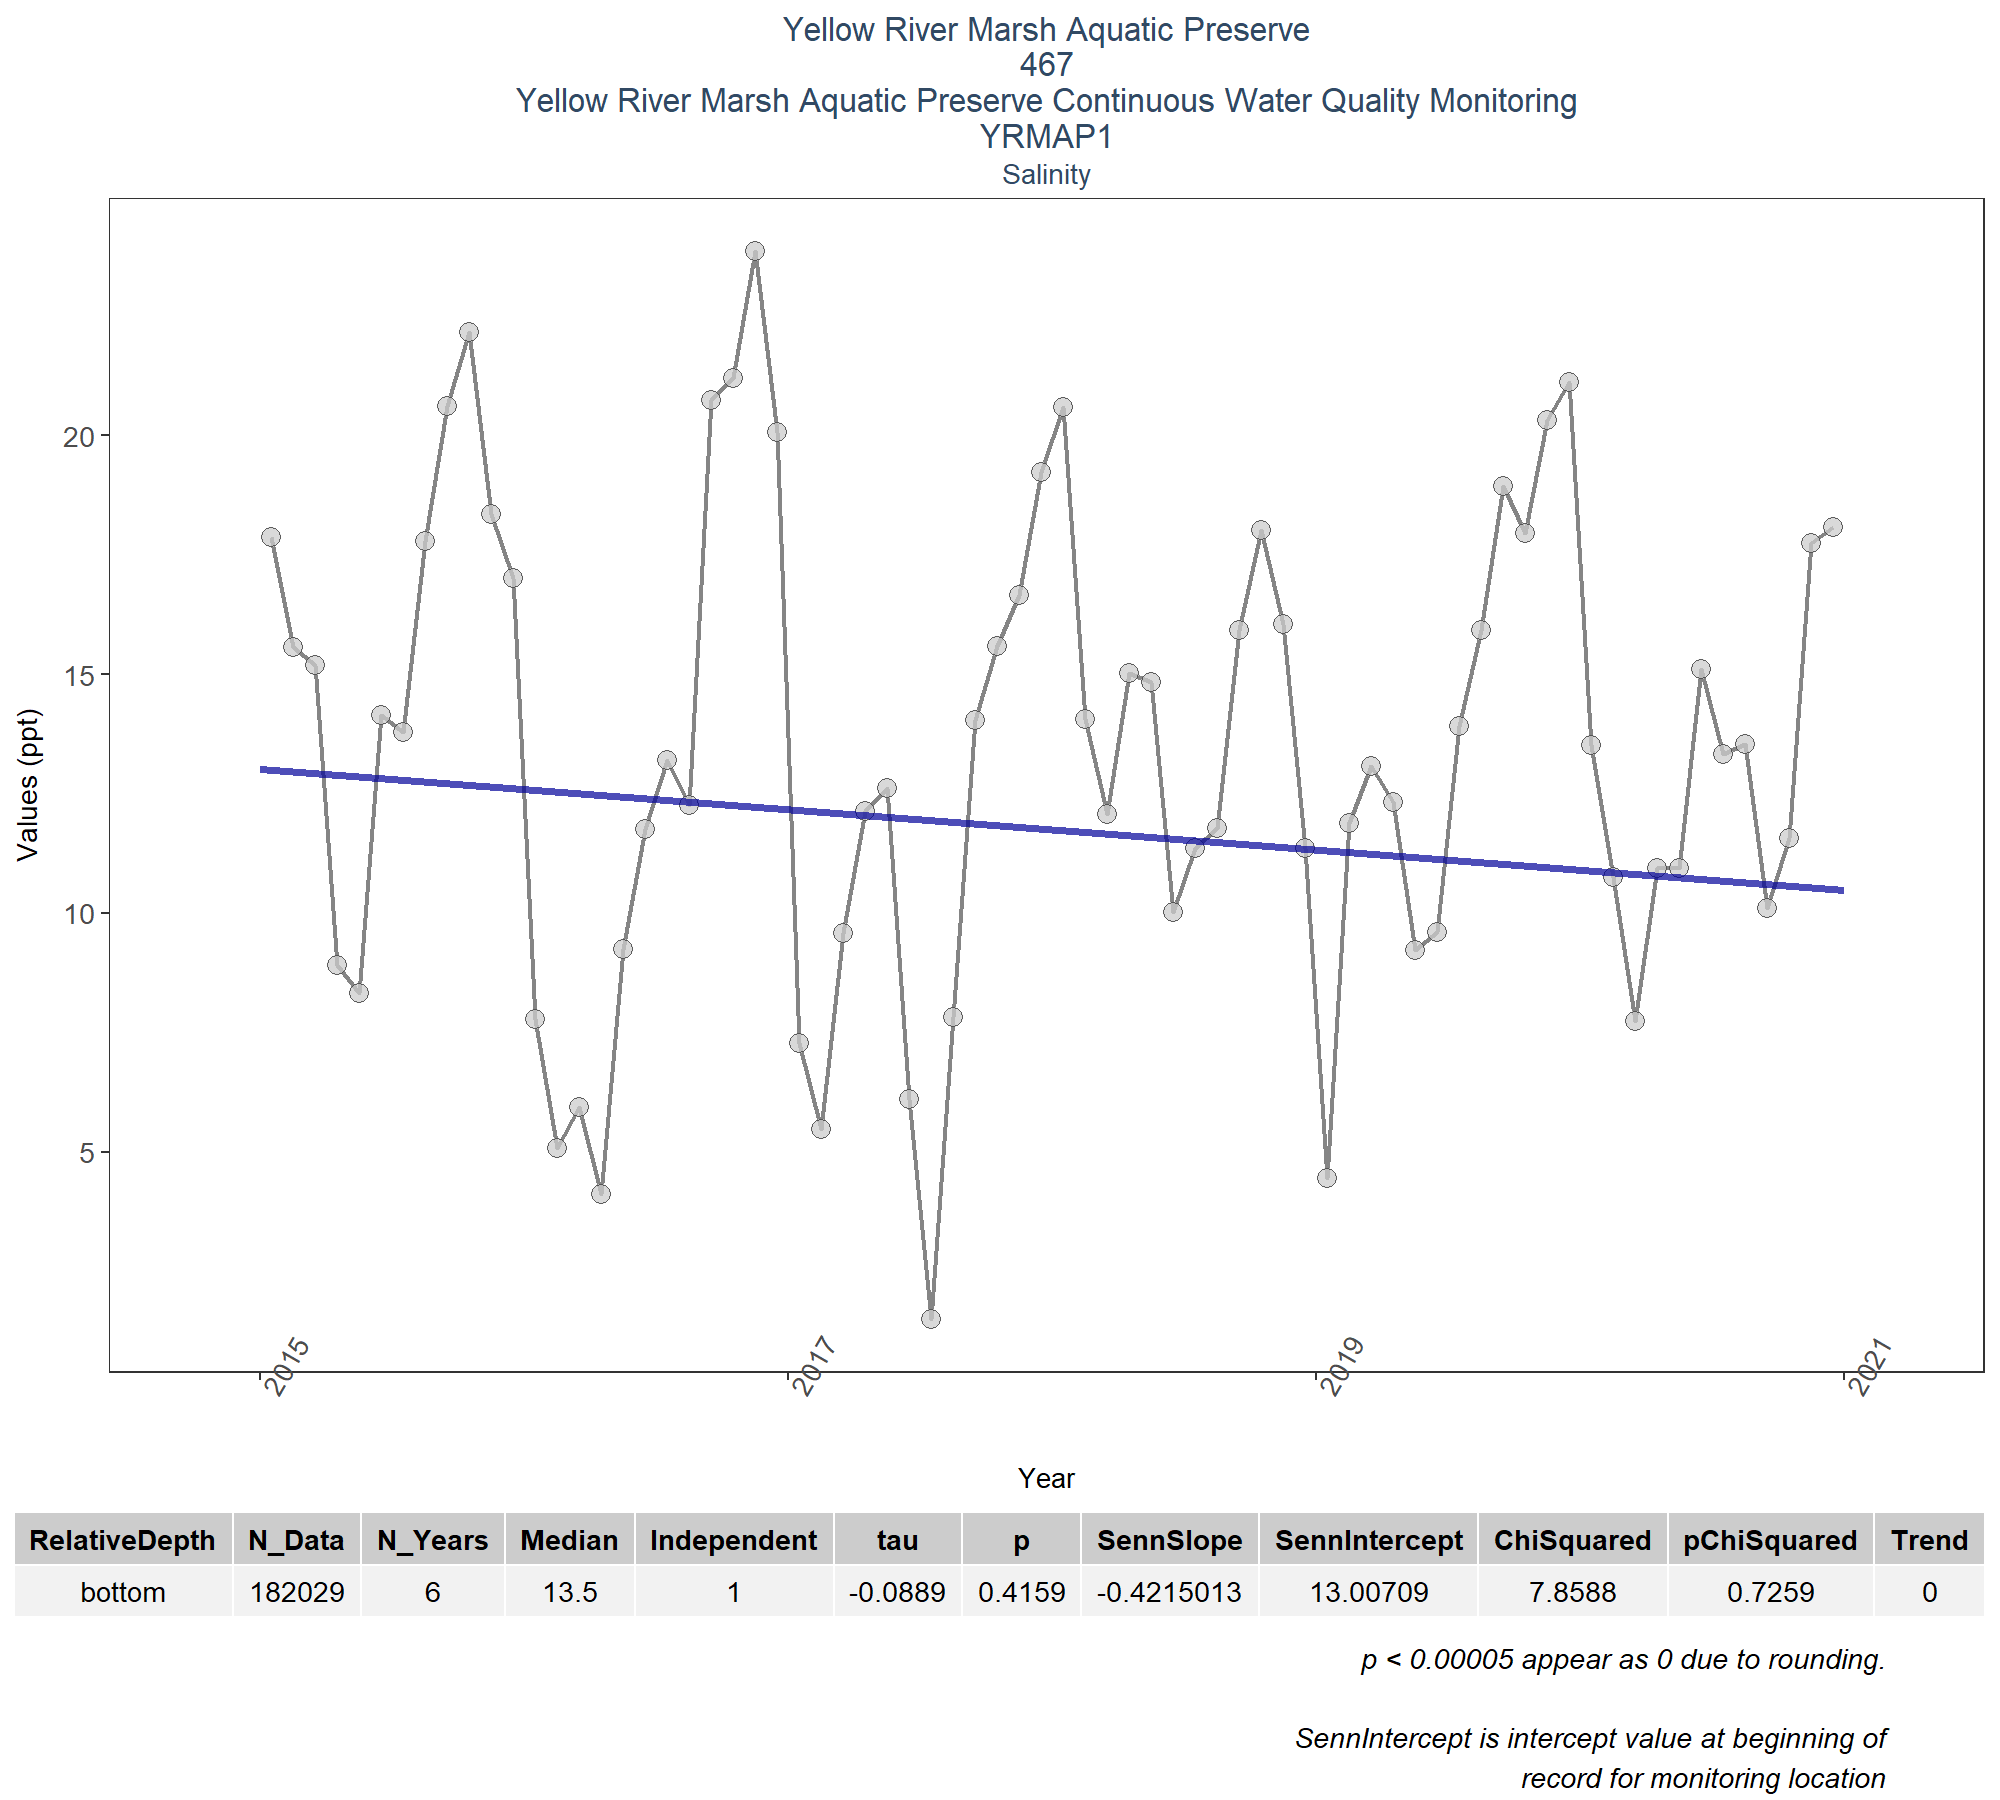 Yellow River Marsh Aquatic Preserve
467
Yellow River Marsh Aquatic Preserve Continuous Water Quality Monitoring
YRMAP1
Salinity
Values (ppt)
20
15
10
5
2015 2017 2019 2021
Year
RelativeDepth N_Data N_Years Median Independent tau p SennSlope SennIntercept ChiSquared pChiSquared Trend
bottom 182029 6 13.5 1 -0.0889 0.4159 -0.4215013 13.00709 7.8588 0.7259 0
p < 0.00005 appear as 0 due to rounding.
SennIntercept is intercept value at beginning of
record for monitoring location